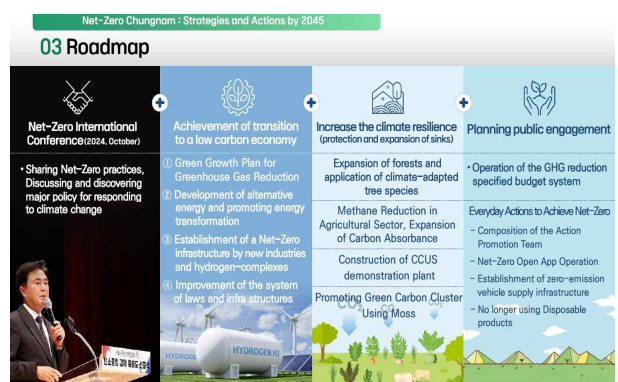 Net-Zero Chungnam : Strategies and Actions by 2045
03 Roadmap
Net-Zero International
Conference (2024, October)
• Sharing Net-Zero practices,
Discussing and discovering
major policy for responding
to climate change
Achievement of transition
to a low carbon economy
① Green Growth Plan for
Greenhouse Gas Reduction
② Development of alternative
energy and promoting energy
transformation
③ Establishment of a Net-Zero
infrastructure by new industries
and hydrogen-complexes
④ Improvement of the system
of laws and infra structures
HYDROGEN
HYDROGEN H2
Increase the climate resilience
(protection and expansion of sinks)
Expansion of forests and
application of climate-adapted
tree species
Methane Reduction in
Agricultural Sector, Expansion
of Carbon Absorbance
Construction of CCUS
demonstration plant
Promoting Green Carbon Cluster
Using Moss
CO₂
CO₂
CO₂
Planning public engagement
• Operation of the GHG reduction
specified budget system
Everyday Actions to Achieve Net-Zero
- Composition of the Action
Promotion Team
- Net-Zero Open App Operation
- Establishment of zero-emission
vehicle supply infrastructure
- No longer using Disposable
products